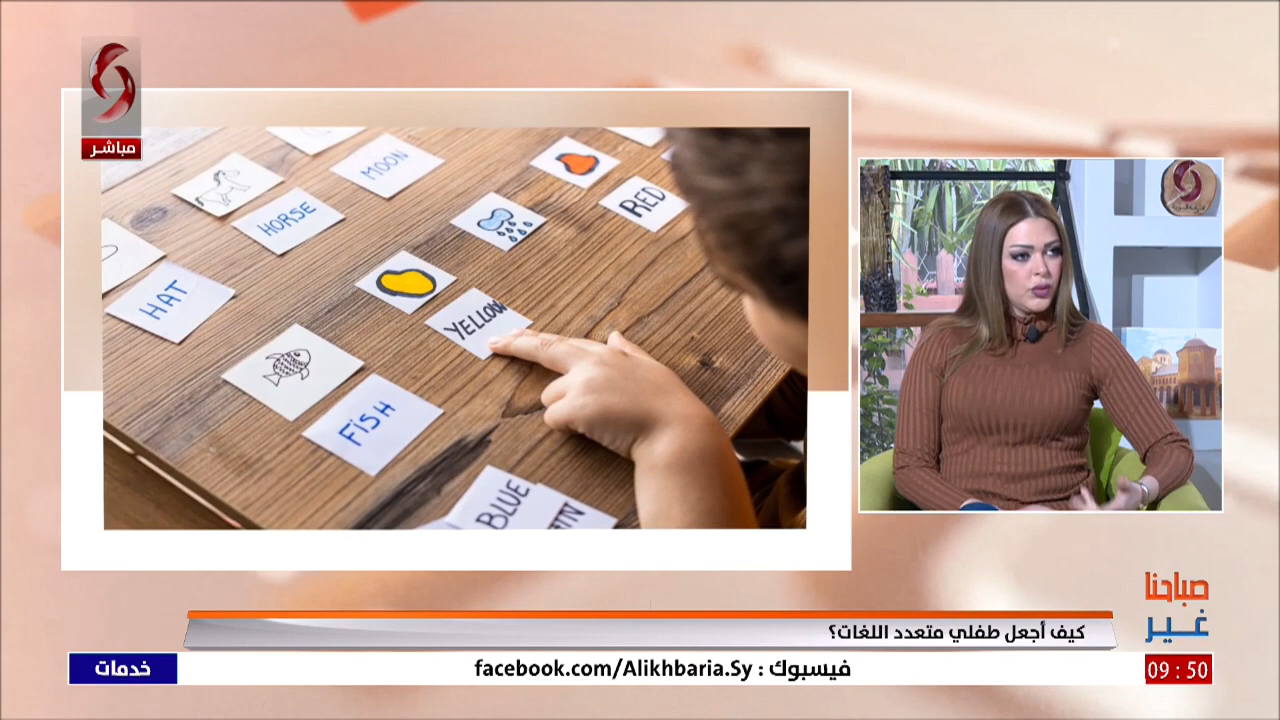 مباشر
MOON
HORSE
RED
HAT
YELLOW
FISH
BLUE
صباحنا
غير
كيف أجعل طفلي متعدد اللغات؟
خدمات
فيسبوك : facebook.com/Alikhbaria.Sy
09 : 50